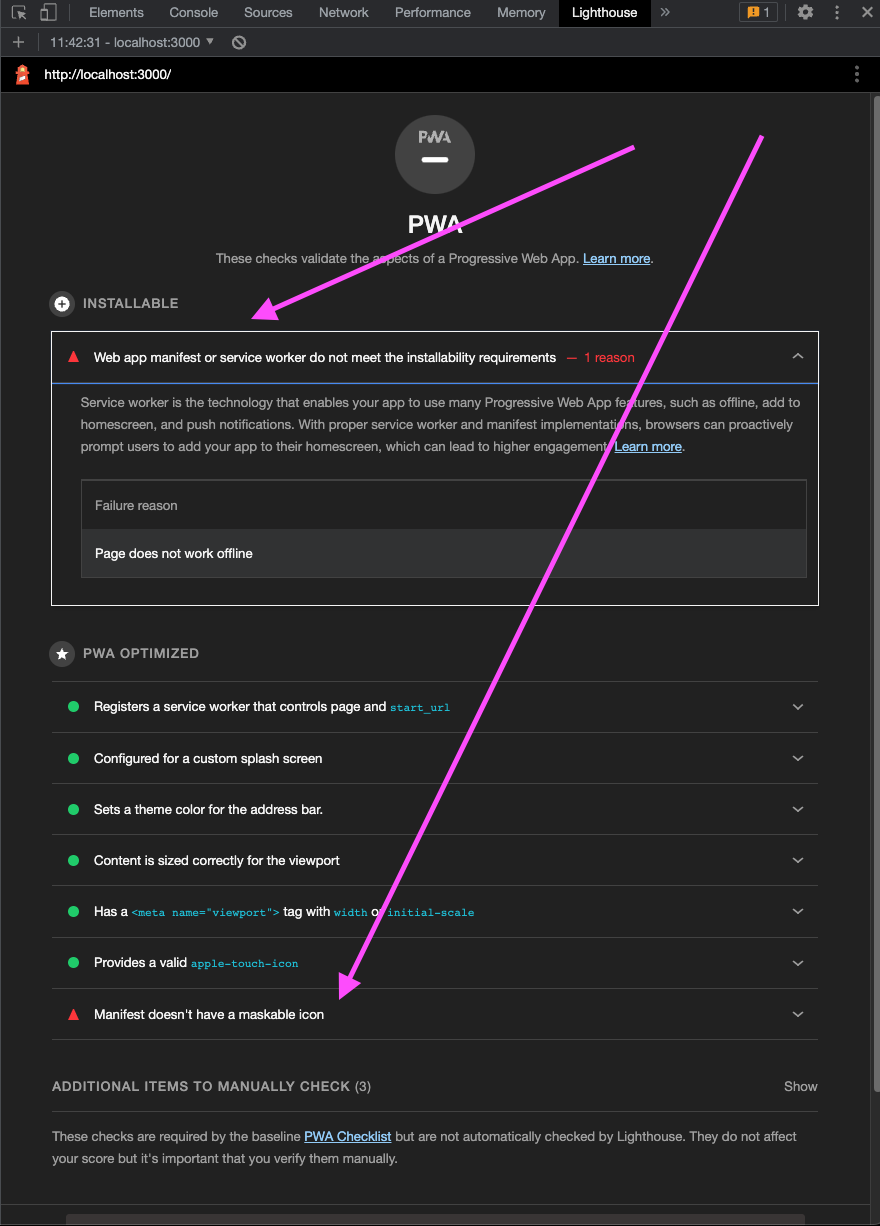 Elements Console Sources Network Performance Memory Lighthouse » 1
11:42:31 - localhost:3000
http://localhost:3000/
PWA
PWA
These checks validate the aspects of a Progressive Web App. Learn more.
INSTALLABLE
Web app manifest or service worker do not meet the installability requirements — 1 reason
Service worker is the technology that enables your app to use many Progressive Web App features, such as offline, add to
homescreen, and push notifications. With proper service worker and manifest implementations, browsers can proactively
prompt users to add your app to their homescreen, which can lead to higher engagement. Learn more.
Failure reason
Page does not work offline
PWA OPTIMIZED
Registers a service worker that controls page and start_url
Configured for a custom splash screen
Sets a theme color for the address bar.
Content is sized correctly for the viewport
Has a <meta name="viewport"> tag with width or initial-scale
Provides a valid apple-touch-icon
Manifest doesn't have a maskable icon
ADDITIONAL ITEMS TO MANUALLY CHECK (3) Show
These checks are required by the baseline PWA Checklist but are not automatically checked by Lighthouse. They do not affect
your score but it's important that you verify them manually.